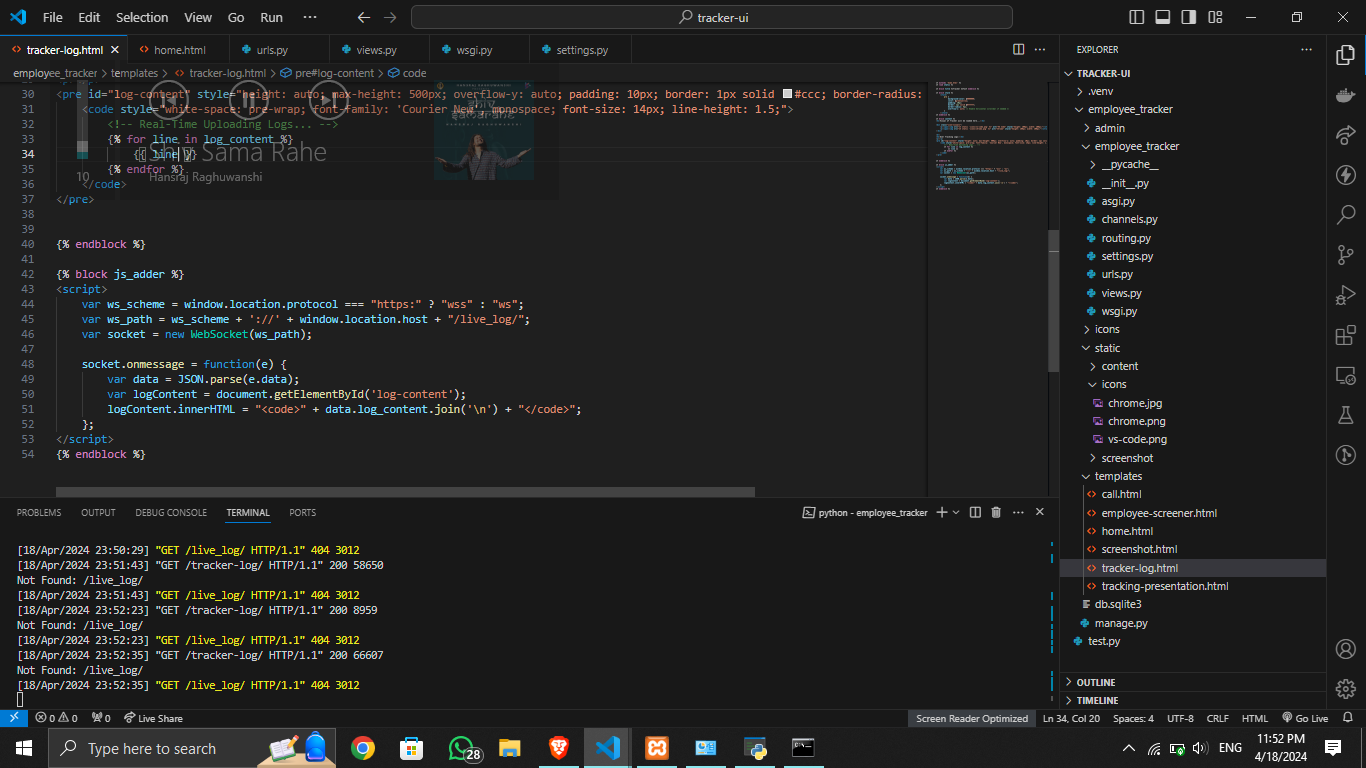 File Edit Selection View Go Run ··· tracker-ui
tracker-log.html home.html urls.py views.py wsgi.py settings.py
employee_tracker > templates > tracker-log.html > pre#log-content > code
30 <pre id="log-content" style="height: auto; max-height: 500px; overflow-y: auto; padding: 10px; border: 1px solid #ccc; border-radius:
31 <code style="white-space: pre-wrap; font-family: 'Courier New', monospace; font-size: 14px; line-height: 1.5;">
32 <!-- Real-Time Uploading Logs... -->
33 {% for line in log_content %}
34 {{ line }}
35 {% endfor %}
36 </code>
37 </pre>
38
39
40 {% endblock %}
41
42 {% block js_adder %}
43 <script>
44 var ws_scheme = window.location.protocol === "https:" ? "wss" : "ws";
45 var ws_path = ws_scheme + '://' + window.location.host + "/live_log/";
46 var socket = new WebSocket(ws_path);
47
48 socket.onmessage = function(e) {
49 var data = JSON.parse(e.data);
50 var logContent = document.getElementById('log-content');
51 logContent.innerHTML = "<code>" + data.log_content.join('\n') + "</code>";
52 };
53 </script>
54 {% endblock %}
10
Shiv Sama Rahe
Hansraj Raghuwanshi
PROBLEMS OUTPUT DEBUG CONSOLE TERMINAL PORTS
python - employee_tracker
[18/Apr/2024 23:50:29] "GET /live_log/ HTTP/1.1" 404 3012
[18/Apr/2024 23:51:43] "GET /tracker-log/ HTTP/1.1" 200 58650
Not Found: /live_log/
[18/Apr/2024 23:51:43] "GET /live_log/ HTTP/1.1" 404 3012
[18/Apr/2024 23:52:23] "GET /tracker-log/ HTTP/1.1" 200 8959
Not Found: /live_log/
[18/Apr/2024 23:52:23] "GET /live_log/ HTTP/1.1" 404 3012
[18/Apr/2024 23:52:35] "GET /tracker-log/ HTTP/1.1" 200 66607
Not Found: /live_log/
[18/Apr/2024 23:52:35] "GET /live_log/ HTTP/1.1" 404 3012
EXPLORER
TRACKER-UI
.venv
employee_tracker
admin
employee_tracker
__pycache__
__init__.py
asgi.py
channels.py
routing.py
settings.py
urls.py
views.py
wsgi.py
icons
static
content
icons
chrome.jpg
chrome.png
vs-code.png
screenshot
templates
call.html
employee-screener.html
home.html
screenshot.html
tracker-log.html
tracking-presentation.html
db.sqlite3
manage.py
test.py
OUTLINE
TIMELINE
0 0 0 Live Share Screen Reader Optimized Ln 34, Col 20 Spaces: 4 UTF-8 CRLF HTML Go Live
Type here to search 28 ENG 11:52 PM
4/18/2024